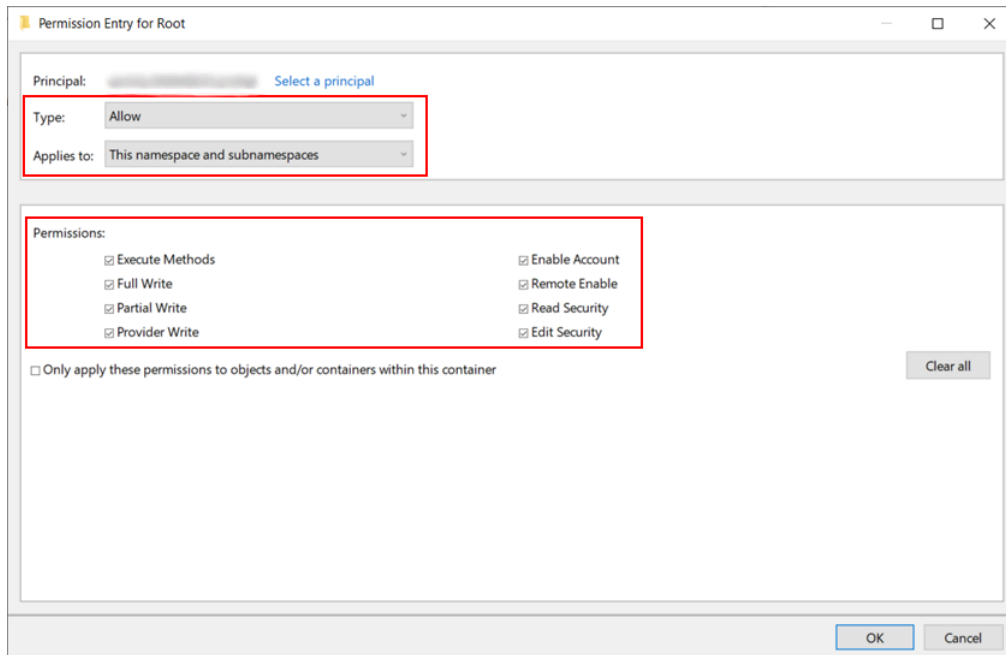 Permission Entry for Root
Principal: Select a principal
Type: Allow
Applies to: This namespace and subnamespaces
Permissions:
Execute Methods Enable Account
Full Write Remote Enable
Partial Write Read Security
Provider Write Edit Security
Only apply these permissions to objects and/or containers within this container
Clear all
OK Cancel